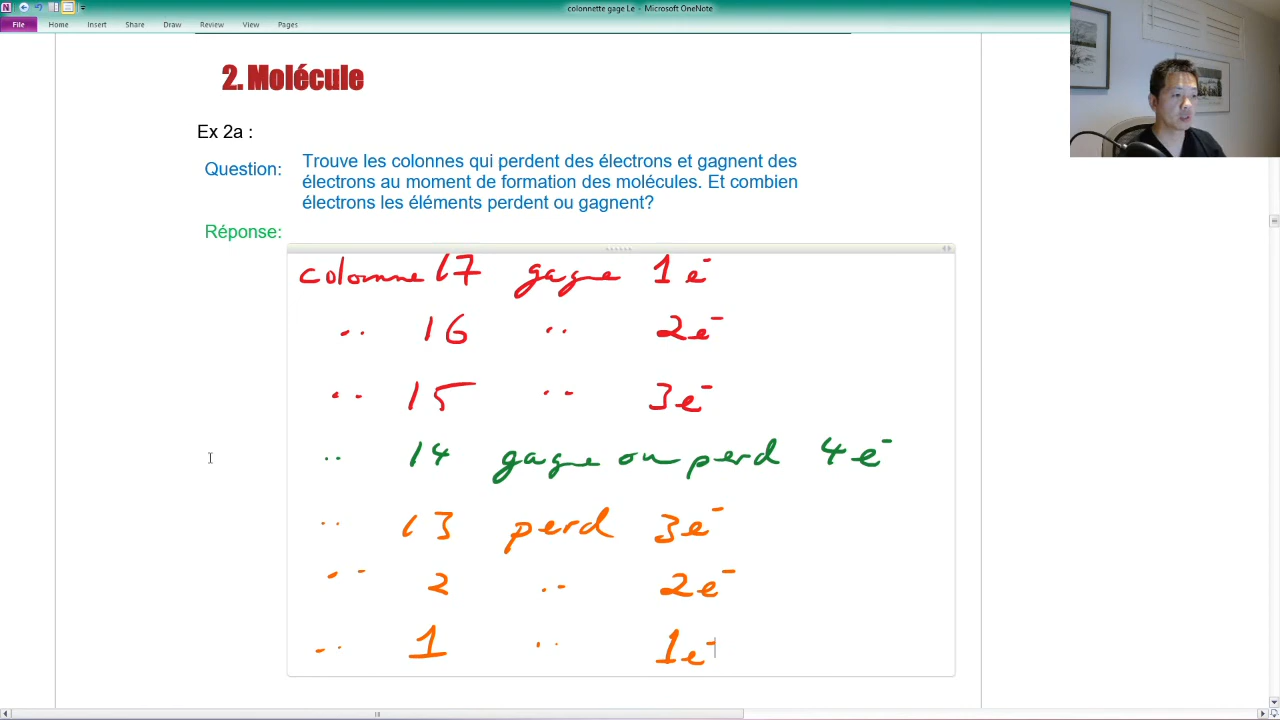 colonnette gage Le - Microsoft OneNote
File Home Insert Share Draw Review View Pages
2. Molécule
Ex 2a :
Question: Trouve les colonnes qui perdent des électrons et gagnent des
électrons au moment de formation des molécules. Et combien
électrons les éléments perdent ou gagnent?
Réponse:
colonne 17 gagne 1 e⁻
·· 16 ·· 2e⁻
·· 15 ·· 3e⁻
·· 14 gagne ou perd 4e⁻
·· 13 perd 3e⁻
·· 2 ·· 2e⁻
·· 1 ·· 1e⁻